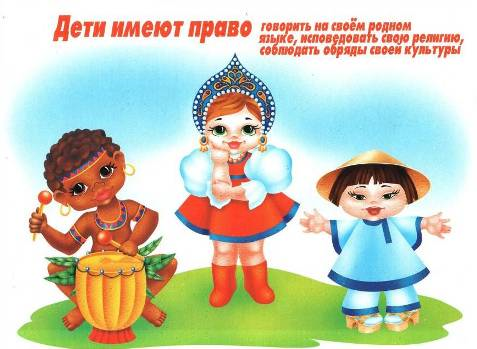 Дети имеют право говорить на своём родном
языке, исповедовать свою религию,
соблюдать обряды своей культуры